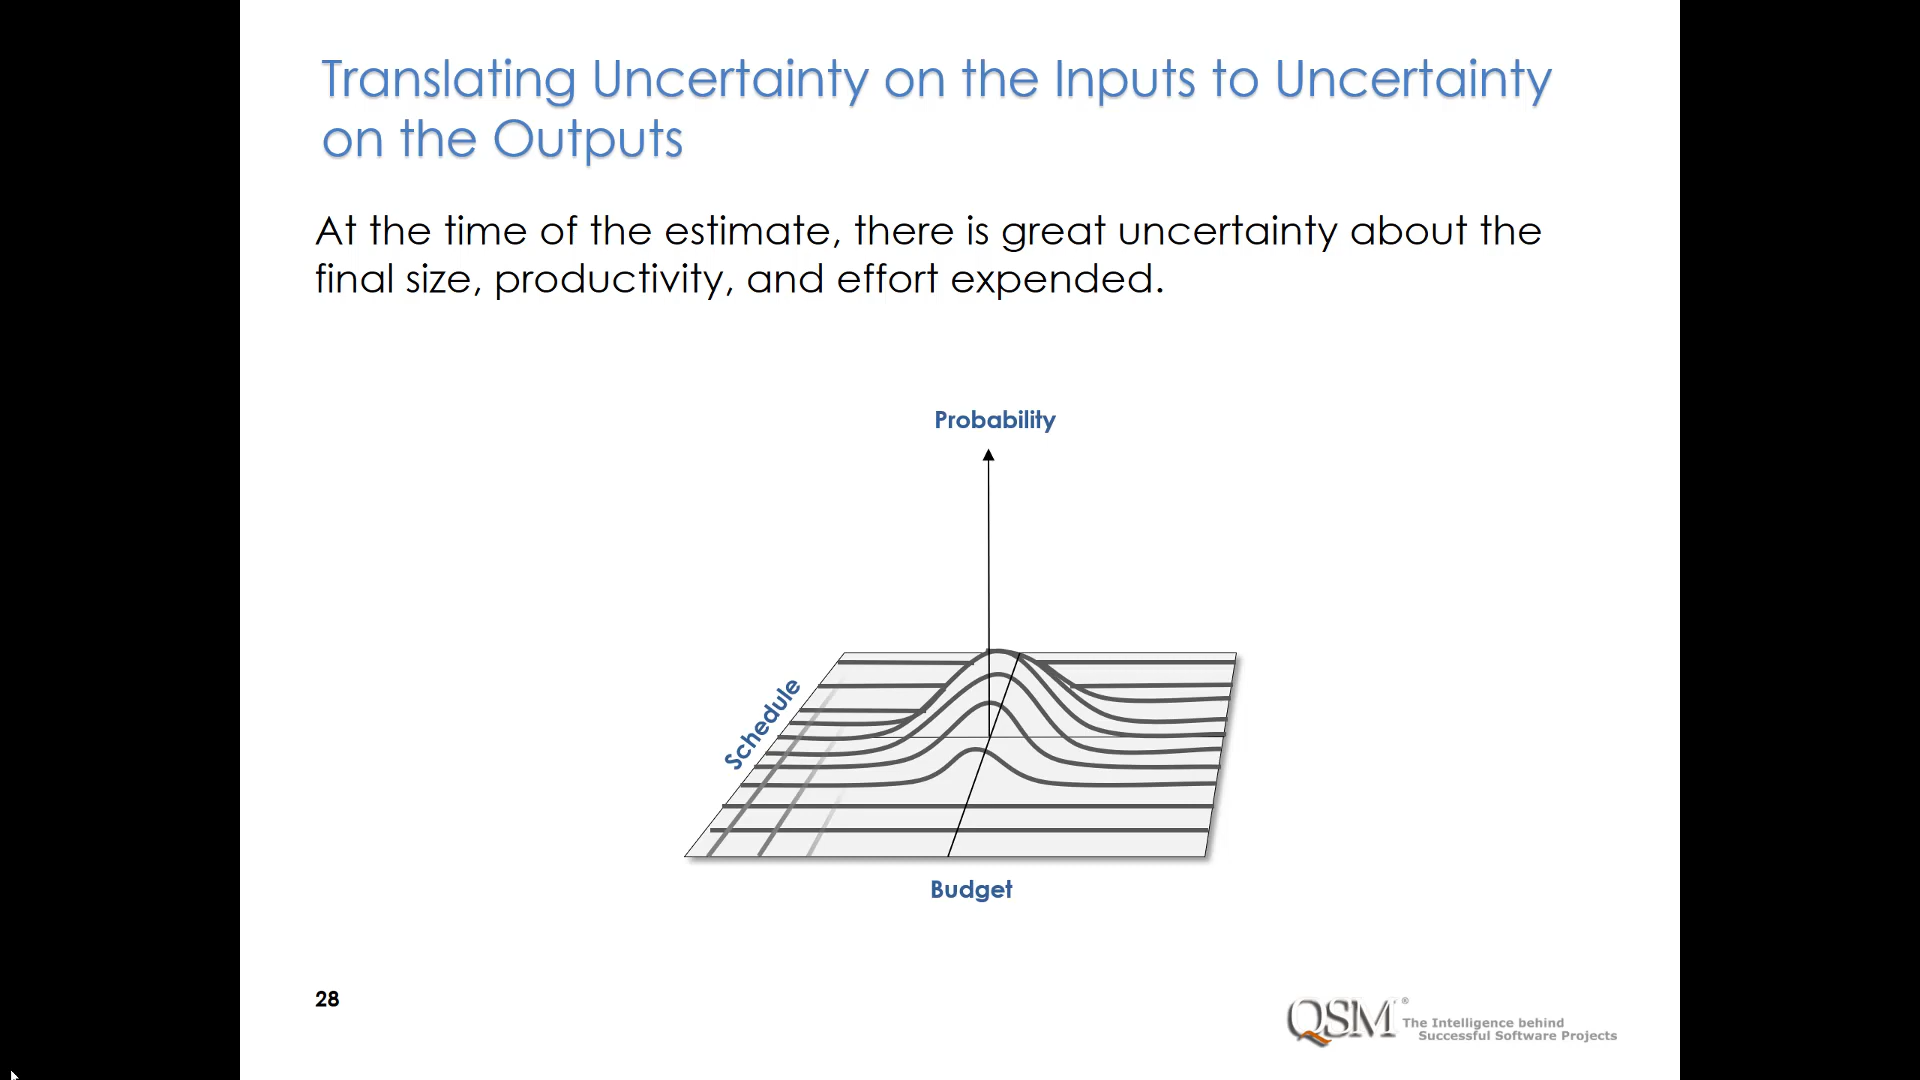 Translating Uncertainty on the Inputs to Uncertainty
on the Outputs
At the time of the estimate, there is great uncertainty about the
final size, productivity, and effort expended.
Probability
Schedule
Budget
28
QSM®
The Intelligence behind
Successful Software Projects